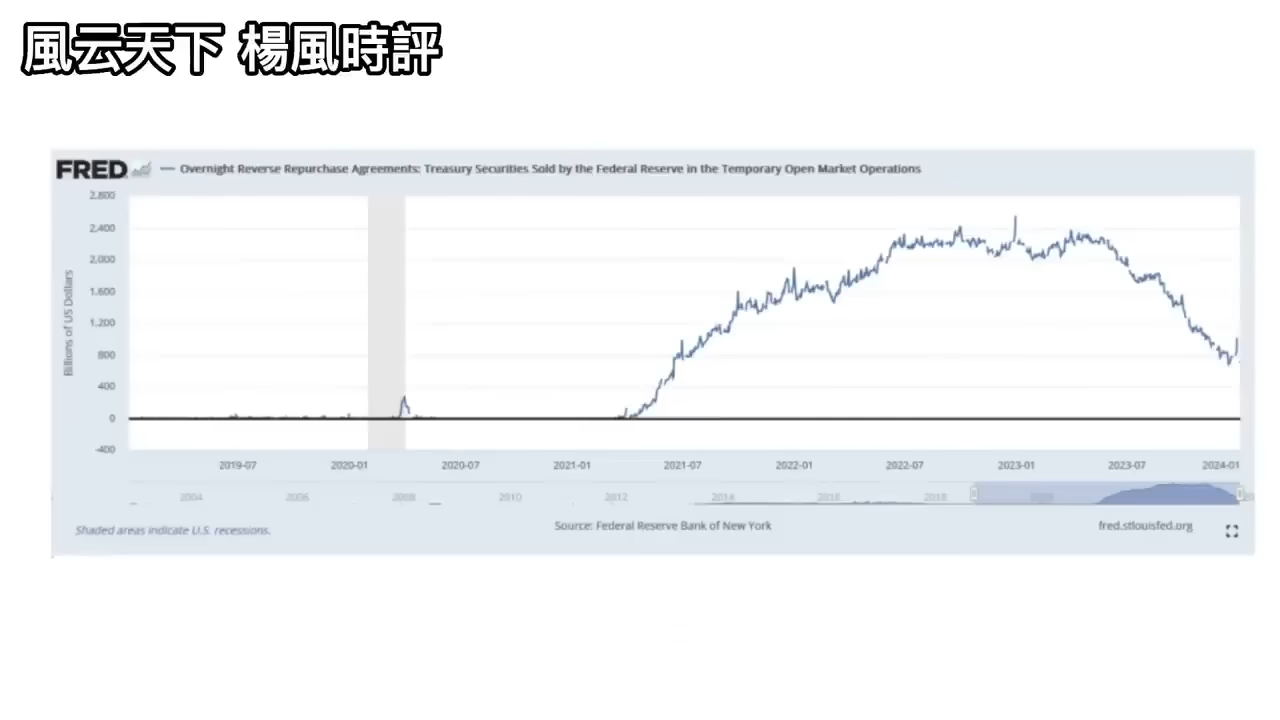 風云天下 楊風時評
FRED — Overnight Reverse Repurchase Agreements: Treasury Securities Sold by the Federal Reserve in the Temporary Open Market Operations
Billions of US Dollars
2,800
2,400
2,000
1,600
1,200
800
400
0
-400
2019-07 2020-01 2020-07 2021-01 2021-07 2022-01 2022-07 2023-01 2023-07 2024-01
2004 2006 2008 2010 2012 2014 2016 2018 2020
Shaded areas indicate U.S. recessions.
Source: Federal Reserve Bank of New York
fred.stlouisfed.org